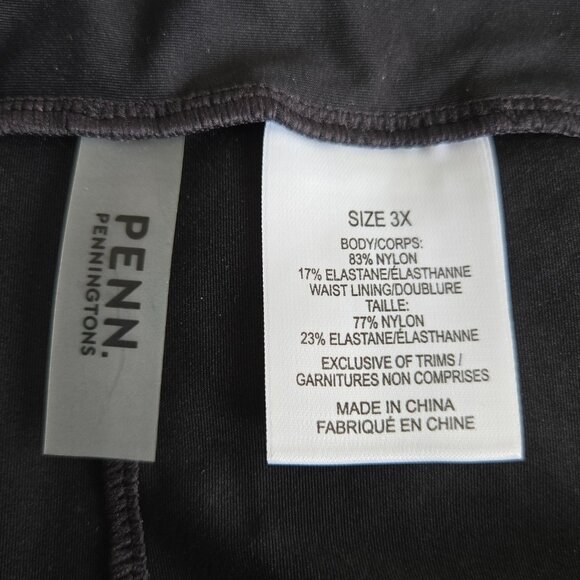 PENN.
PENNINGTONS
SIZE 3X
BODY/CORPS:
83% NYLON
17% ELASTANE/ÉLASTHANNE
WAIST LINING/DOUBLURE
TAILLE:
77% NYLON
23% ELASTANE/ÉLASTHANNE
EXCLUSIVE OF TRIMS /
GARNITURES NON COMPRISES
MADE IN CHINA
FABRIQUÉ EN CHINE